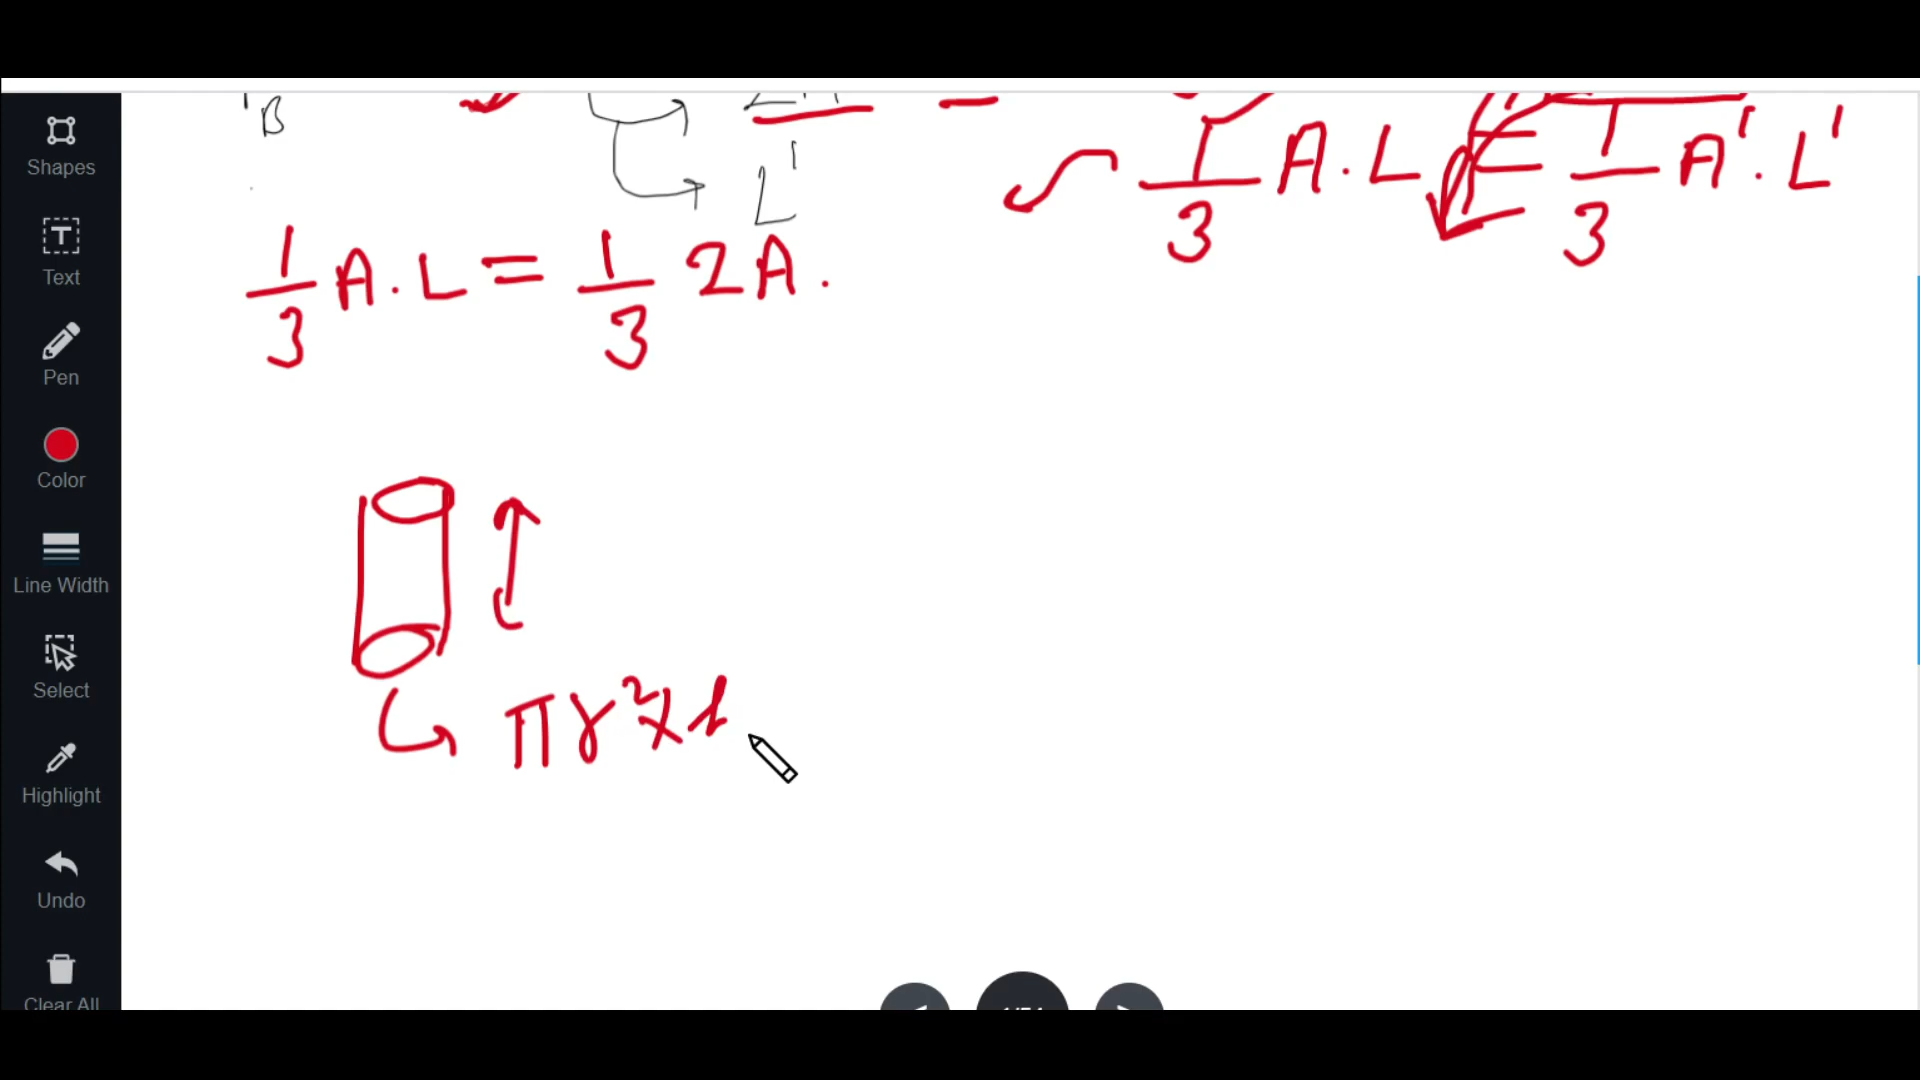 Shapes
Text
Pen
Color
Line Width
Select
Highlight
Undo
Clear All
B
L'
1/3 A.L = 1/3 A'.L'
1/3 A.L = 1/3 2A.
πr²xl